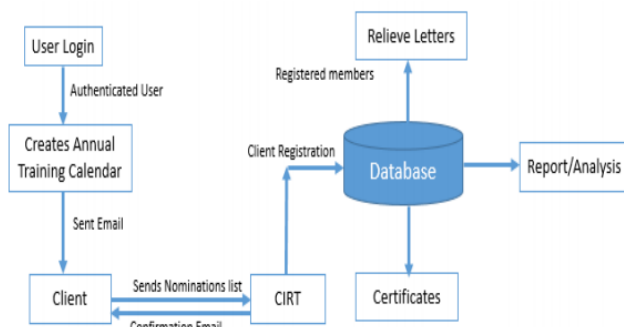 User Login
Relieve Letters
Authenticated User
Registered members
Creates Annual
Training Calendar
Client Registration
Database
Report/Analysis
Sent Email
Client
Sends Nominations list
CIRT
Confirmation Email
Certificates